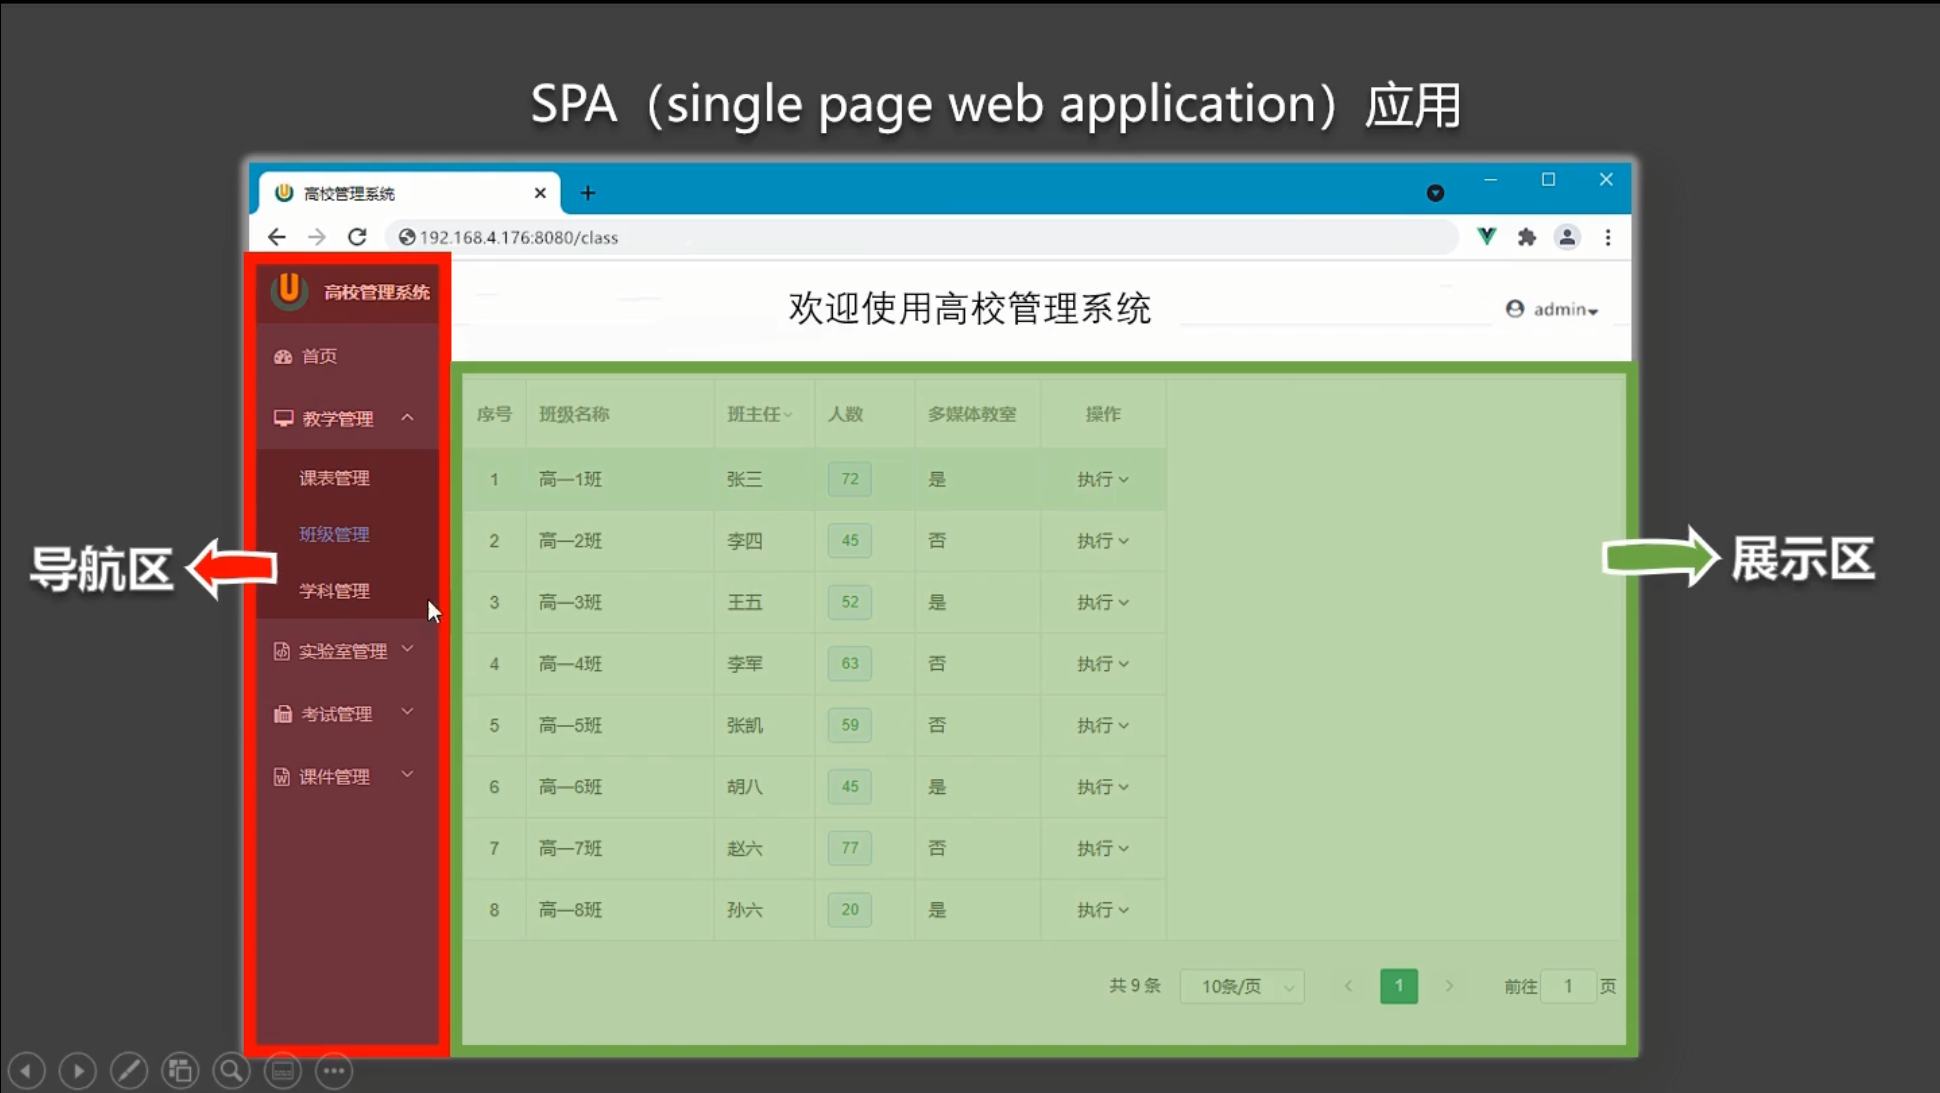 SPA（single page web application）应用
高校管理系统
192.168.4.176:8080/class
高校管理系统
欢迎使用高校管理系统
admin
首页
教学管理
课表管理
班级管理
学科管理
实验室管理
考试管理
课件管理
导航区
展示区
序号 班级名称 班主任 人数 多媒体教室 操作
1 高一1班 张三 72 是 执行
2 高一2班 李四 45 否 执行
3 高一3班 王五 52 是 执行
4 高一4班 李军 63 否 执行
5 高一5班 张凯 59 否 执行
6 高一6班 胡八 45 是 执行
7 高一7班 赵六 77 否 执行
8 高一8班 孙六 20 是 执行
共 9 条 10条/页 1 前往 1 页